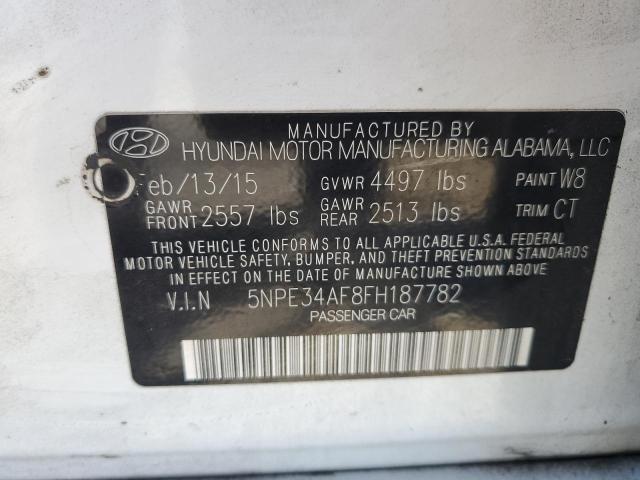 MANUFACTURED BY
HYUNDAI MOTOR MANUFACTURING ALABAMA, LLC
Feb/13/15 GVWR 4497 lbs PAINT W8
GAWR FRONT 2557 lbs GAWR REAR 2513 lbs TRIM CT
THIS VEHICLE CONFORMS TO ALL APPLICABLE U.S.A. FEDERAL
MOTOR VEHICLE SAFETY, BUMPER, AND THEFT PREVENTION STANDARDS
IN EFFECT ON THE DATE OF MANUFACTURE SHOWN ABOVE.
V.I.N 5NPE34AF8FH187782
PASSENGER CAR